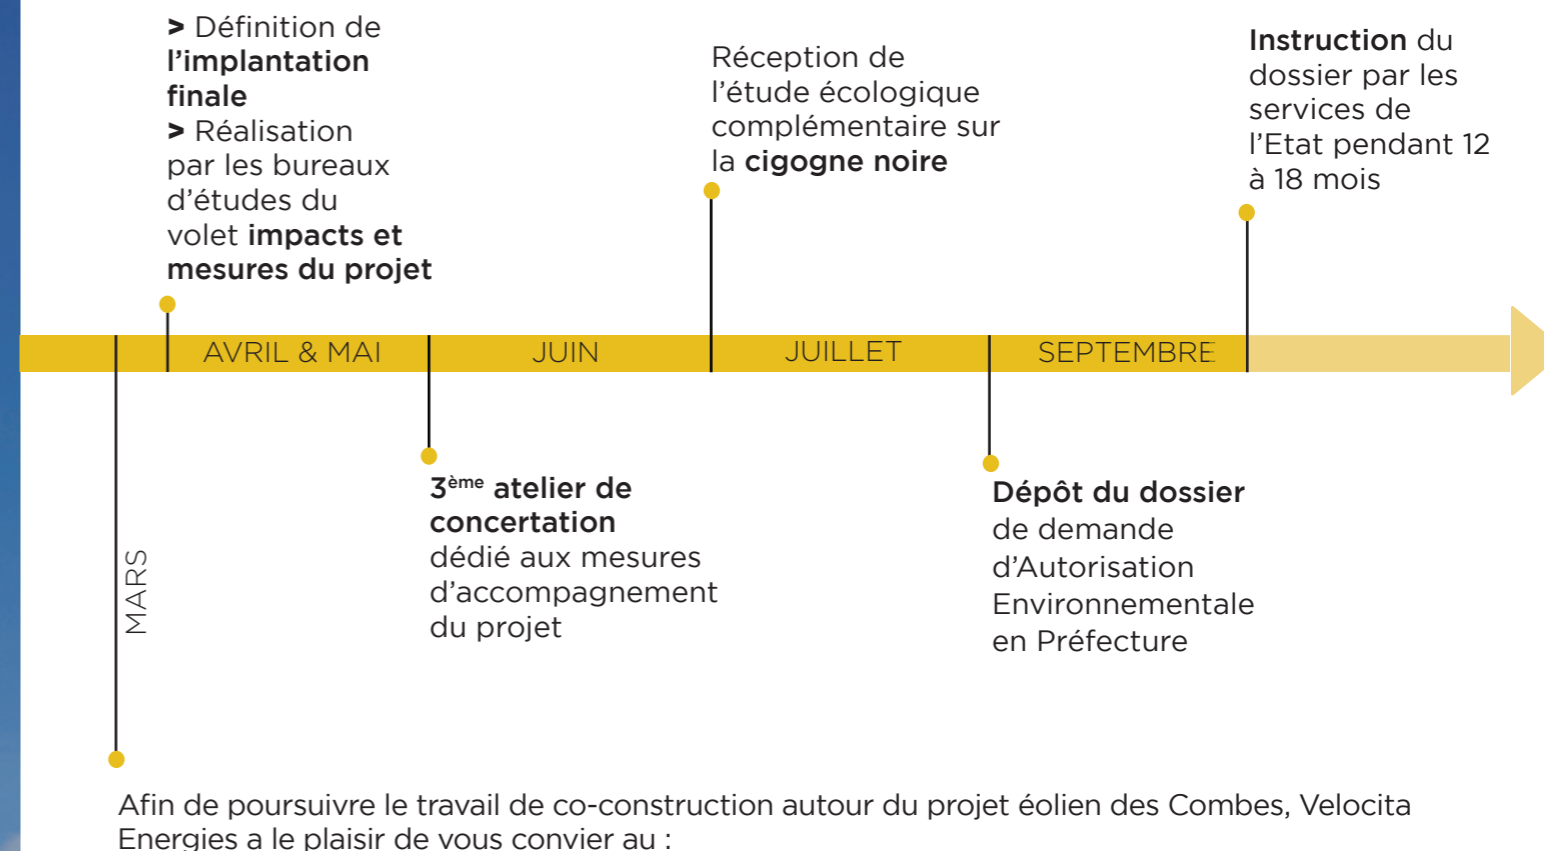 > Définition de
l’implantation
finale
> Réalisation
par les bureaux
d’études du
volet impacts et
mesures du projet
Réception de
l’étude écologique
complémentaire sur
la cigogne noire
Instruction du
dossier par les
services de
l’Etat pendant 12
à 18 mois
AVRIL & MAI
JUIN
JUILLET
SEPTEMBRE
MARS
3ème atelier de
concertation
dédié aux mesures
d’accompagnement
du projet
Dépôt du dossier
de demande
d’Autorisation
Environnementale
en Préfecture
Afin de poursuivre le travail de co-construction autour du projet éolien des Combes, Velocita
Energies a le plaisir de vous convier au :